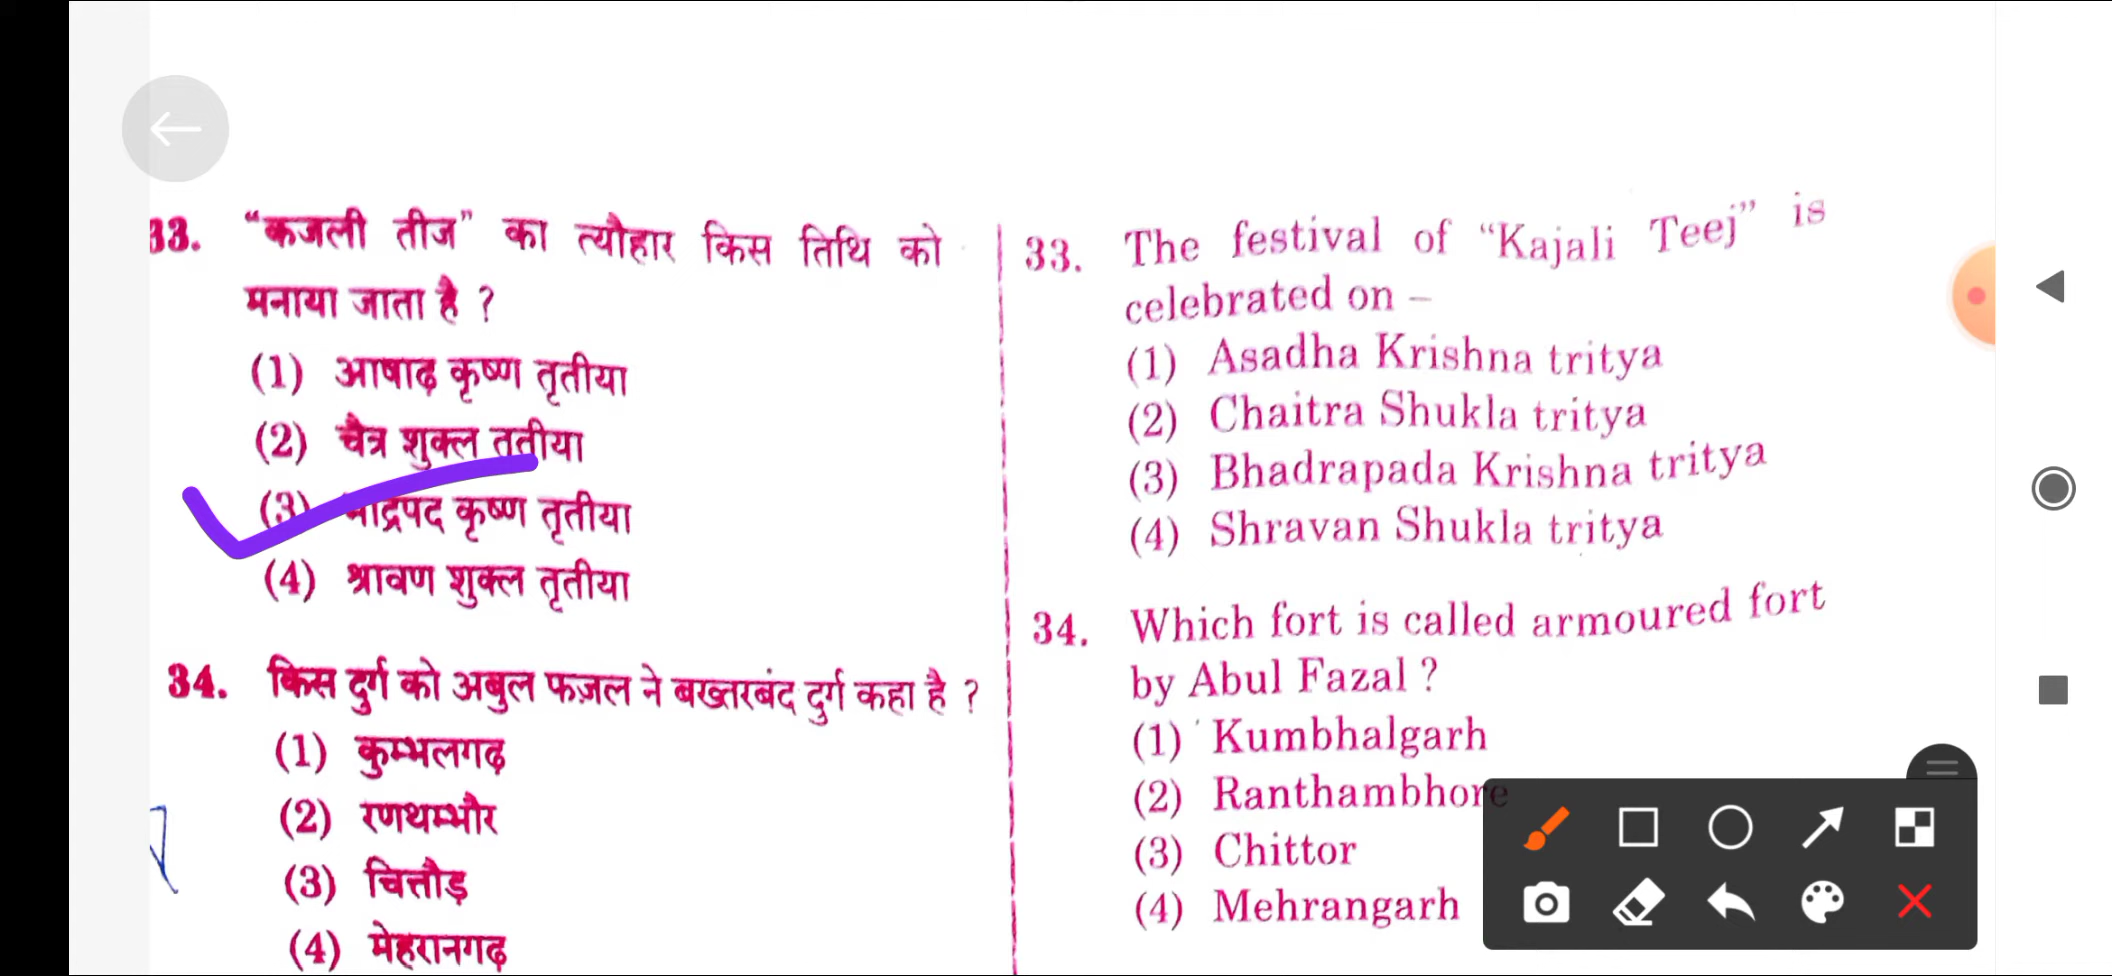 33. “कजली तीज” का त्यौहार किस तिथि को
मनाया जाता है ?
(1) आषाढ़ कृष्ण तृतीया
(2) चैत्र शुक्ल ततीया
(3) भाद्रपद कृष्ण तृतीया
(4) श्रावण शुक्ल तृतीया
34. किस दुर्ग को अबुल फज़ल ने बख्तरबंद दुर्ग कहा है ?
(1) कुम्भलगढ़
(2) रणथम्भौर
(3) चित्तौड़
(4) मेहरानगढ़
33. The festival of “Kajali Teej” is
celebrated on –
(1) Asadha Krishna tritya
(2) Chaitra Shukla tritya
(3) Bhadrapada Krishna tritya
(4) Shravan Shukla tritya
34. Which fort is called armoured fort
by Abul Fazal ?
(1) Kumbhalgarh
(2) Ranthambhore
(3) Chittor
(4) Mehrangarh